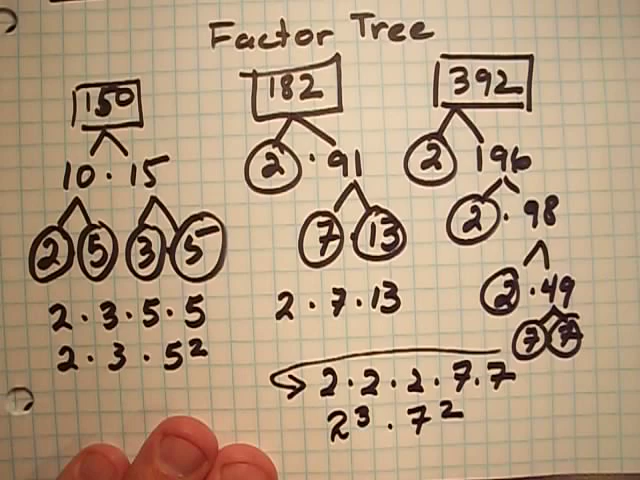 Factor Tree
150
10 · 15
2 5 3 5
2 · 3 · 5 · 5
2 · 3 · 5²
182
2 · 91
7 · 13
2 · 7 · 13
392
2 196
2 · 98
2 · 49
7 7
2 · 2 · 2 · 7 · 7
2³ · 7²